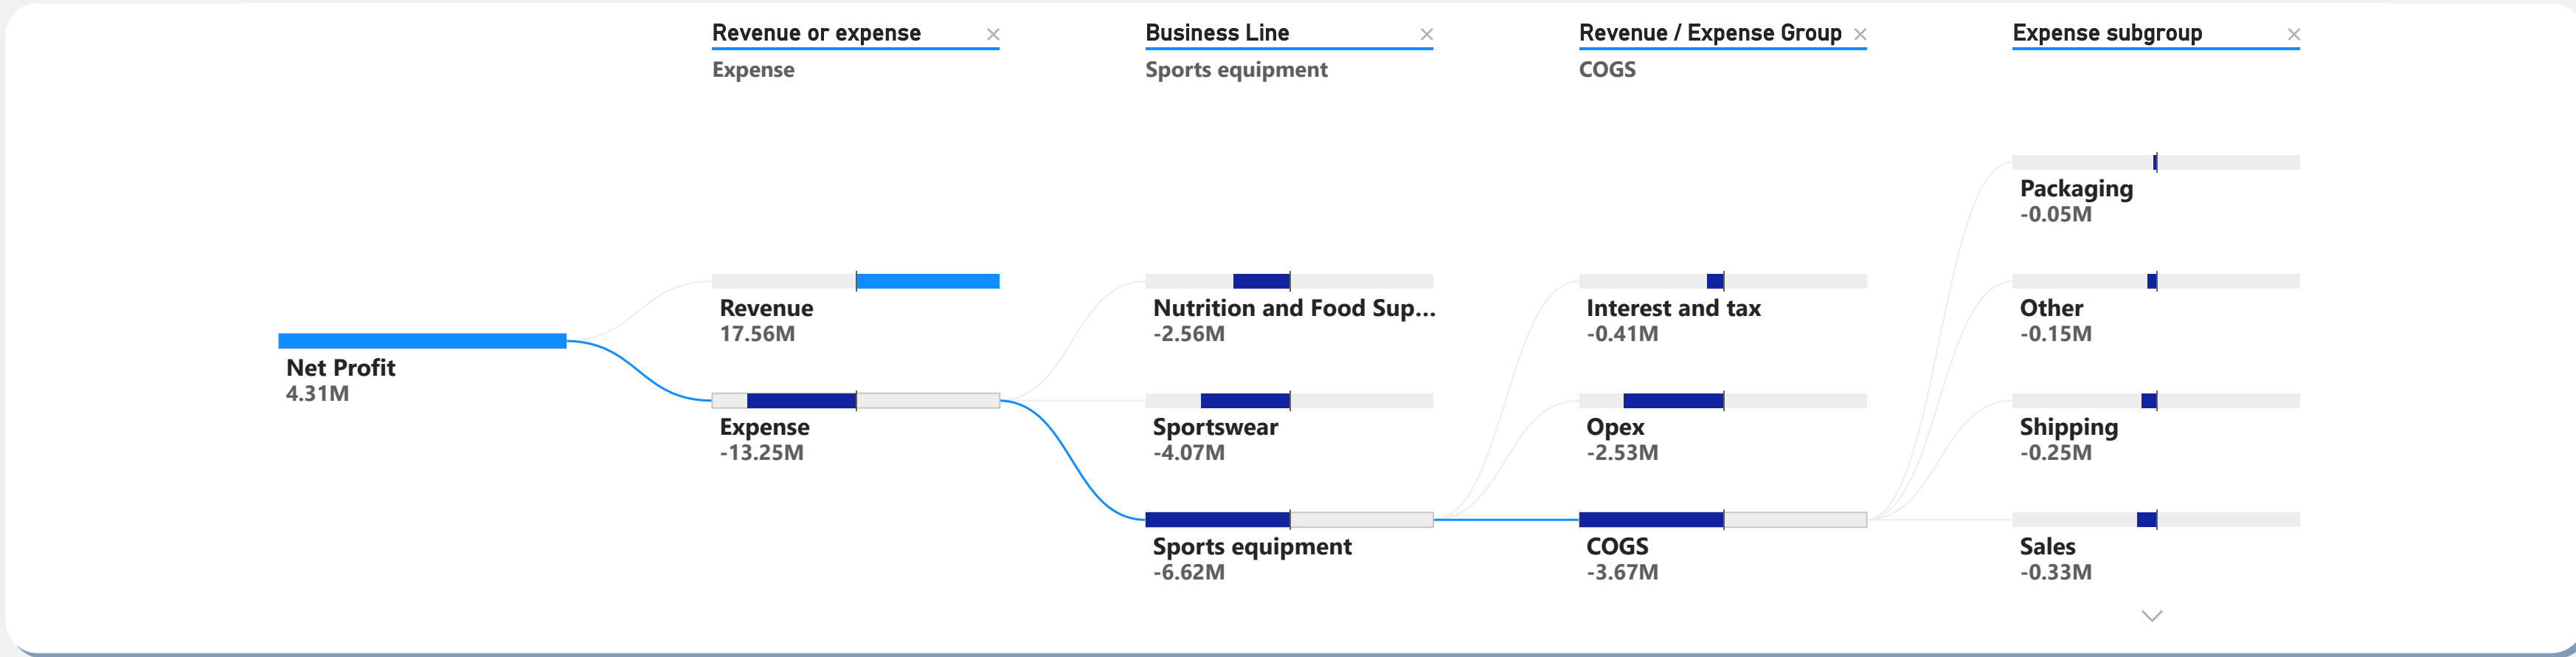 Revenue or expense
Expense
Business Line
Sports equipment
Revenue / Expense Group
COGS
Expense subgroup
Net Profit
4.31M
Revenue
17.56M
Expense
-13.25M
Nutrition and Food Sup...
-2.56M
Sportswear
-4.07M
Sports equipment
-6.62M
Interest and tax
-0.41M
Opex
-2.53M
COGS
-3.67M
Packaging
-0.05M
Other
-0.15M
Shipping
-0.25M
Sales
-0.33M